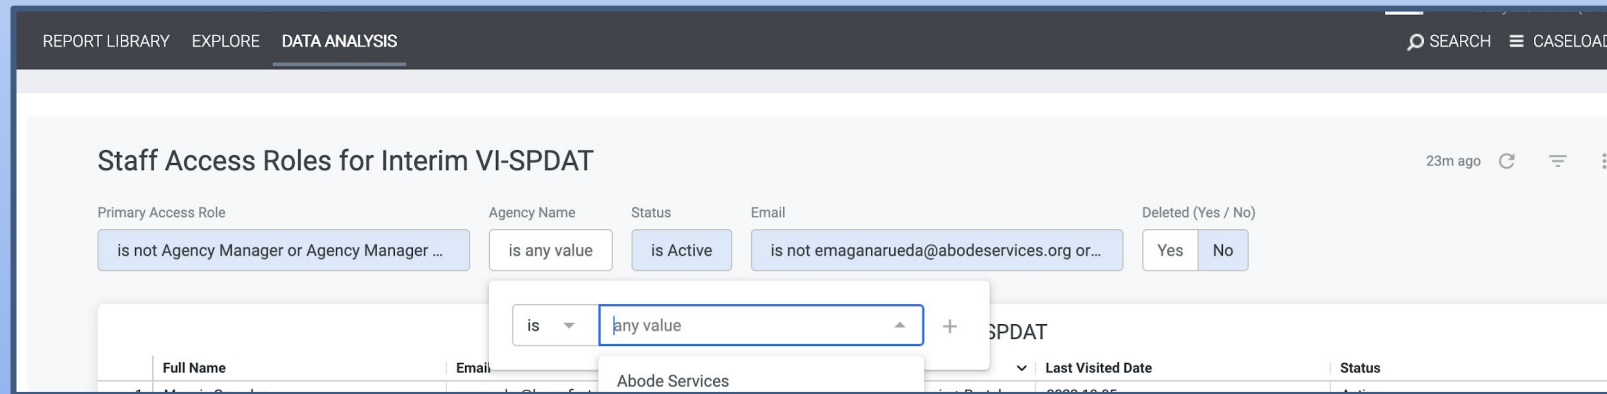 REPORT LIBRARY EXPLORE DATA ANALYSIS SEARCH CASELOAD
Staff Access Roles for Interim VI-SPDAT 23m ago
Primary Access Role Agency Name Status Email Deleted (Yes / No)
is not Agency Manager or Agency Manager ... is any value is Active is not emaganarueda@abodeservices.org or... Yes No
is any value SPDAT
Full Name Email Last Visited Date Status
Abode Services